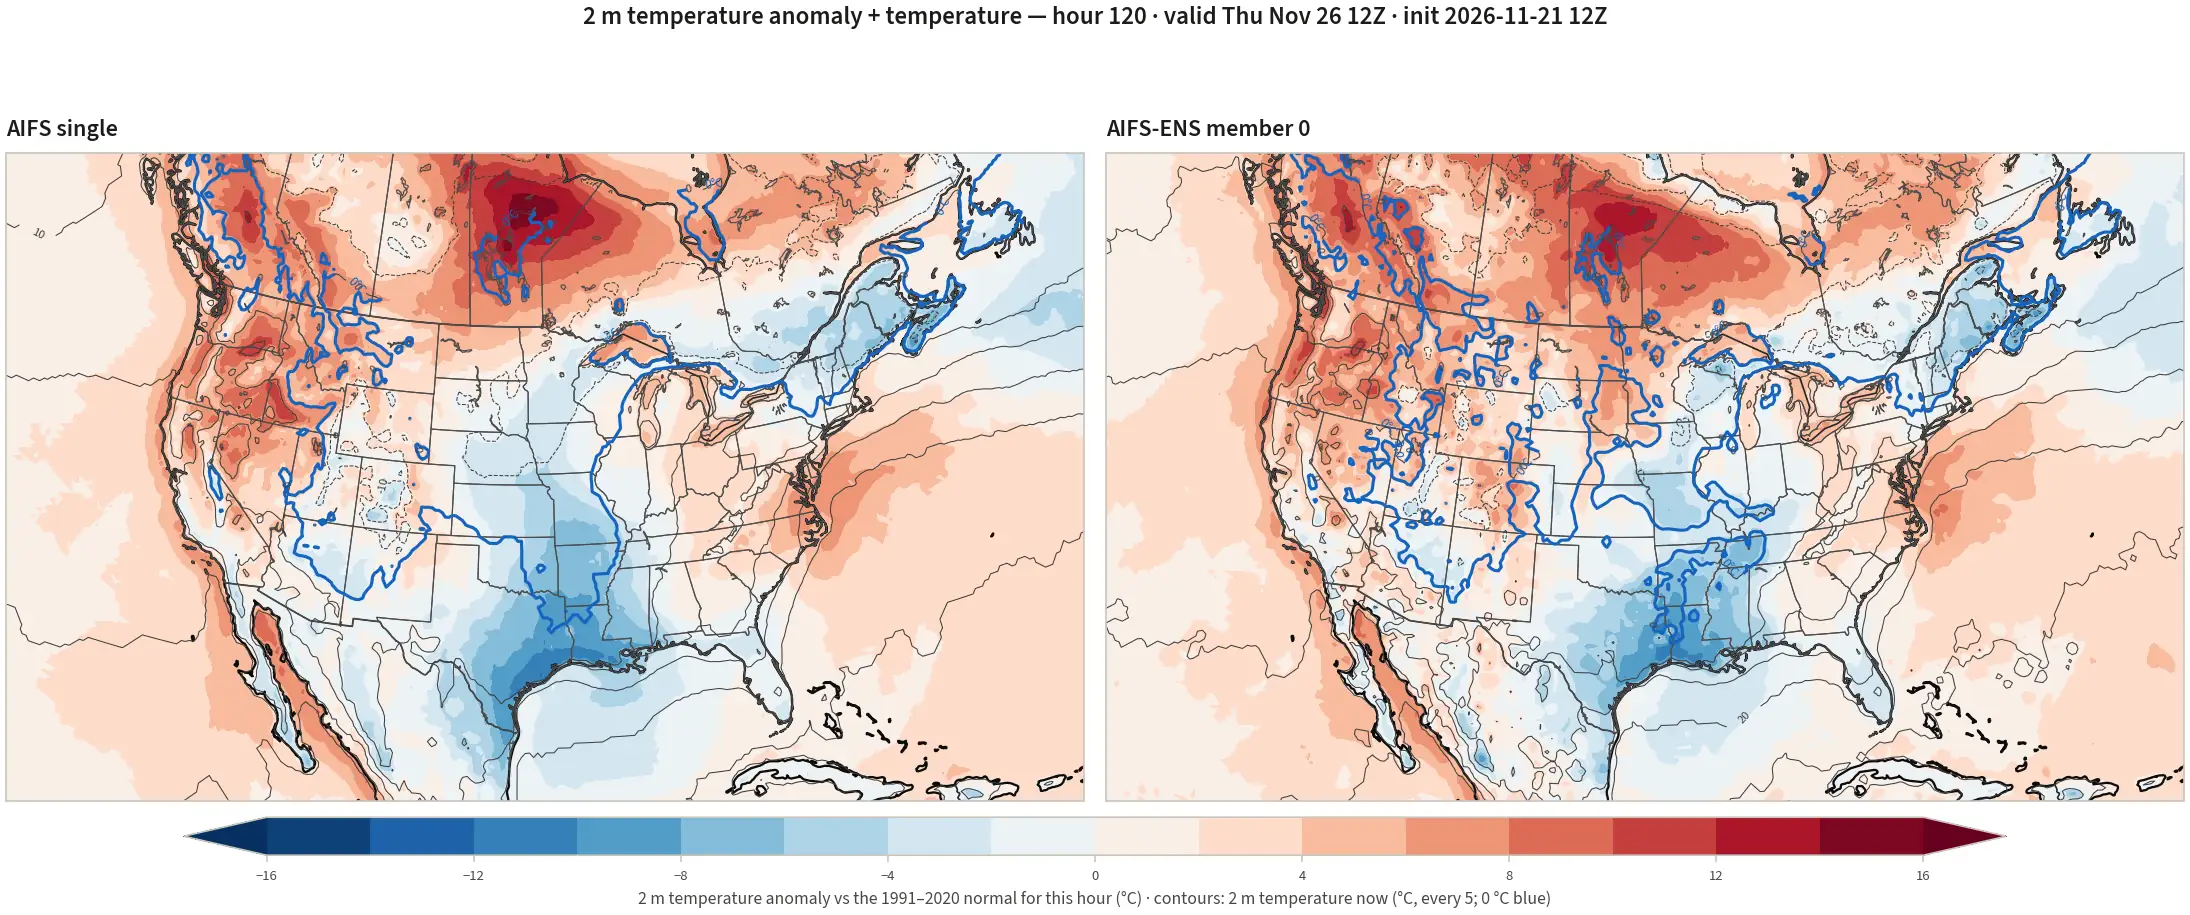 2 m temperature anomaly + temperature — hour 120 · valid Thu Nov 26 12Z · init 2026-11-21 12Z
AIFS single
AIFS-ENS member 0
10
20
−16
−12
−8
−4
0
4
8
12
16
2 m temperature anomaly vs the 1991–2020 normal for this hour (°C) · contours: 2 m temperature now (°C, every 5; 0 °C blue)